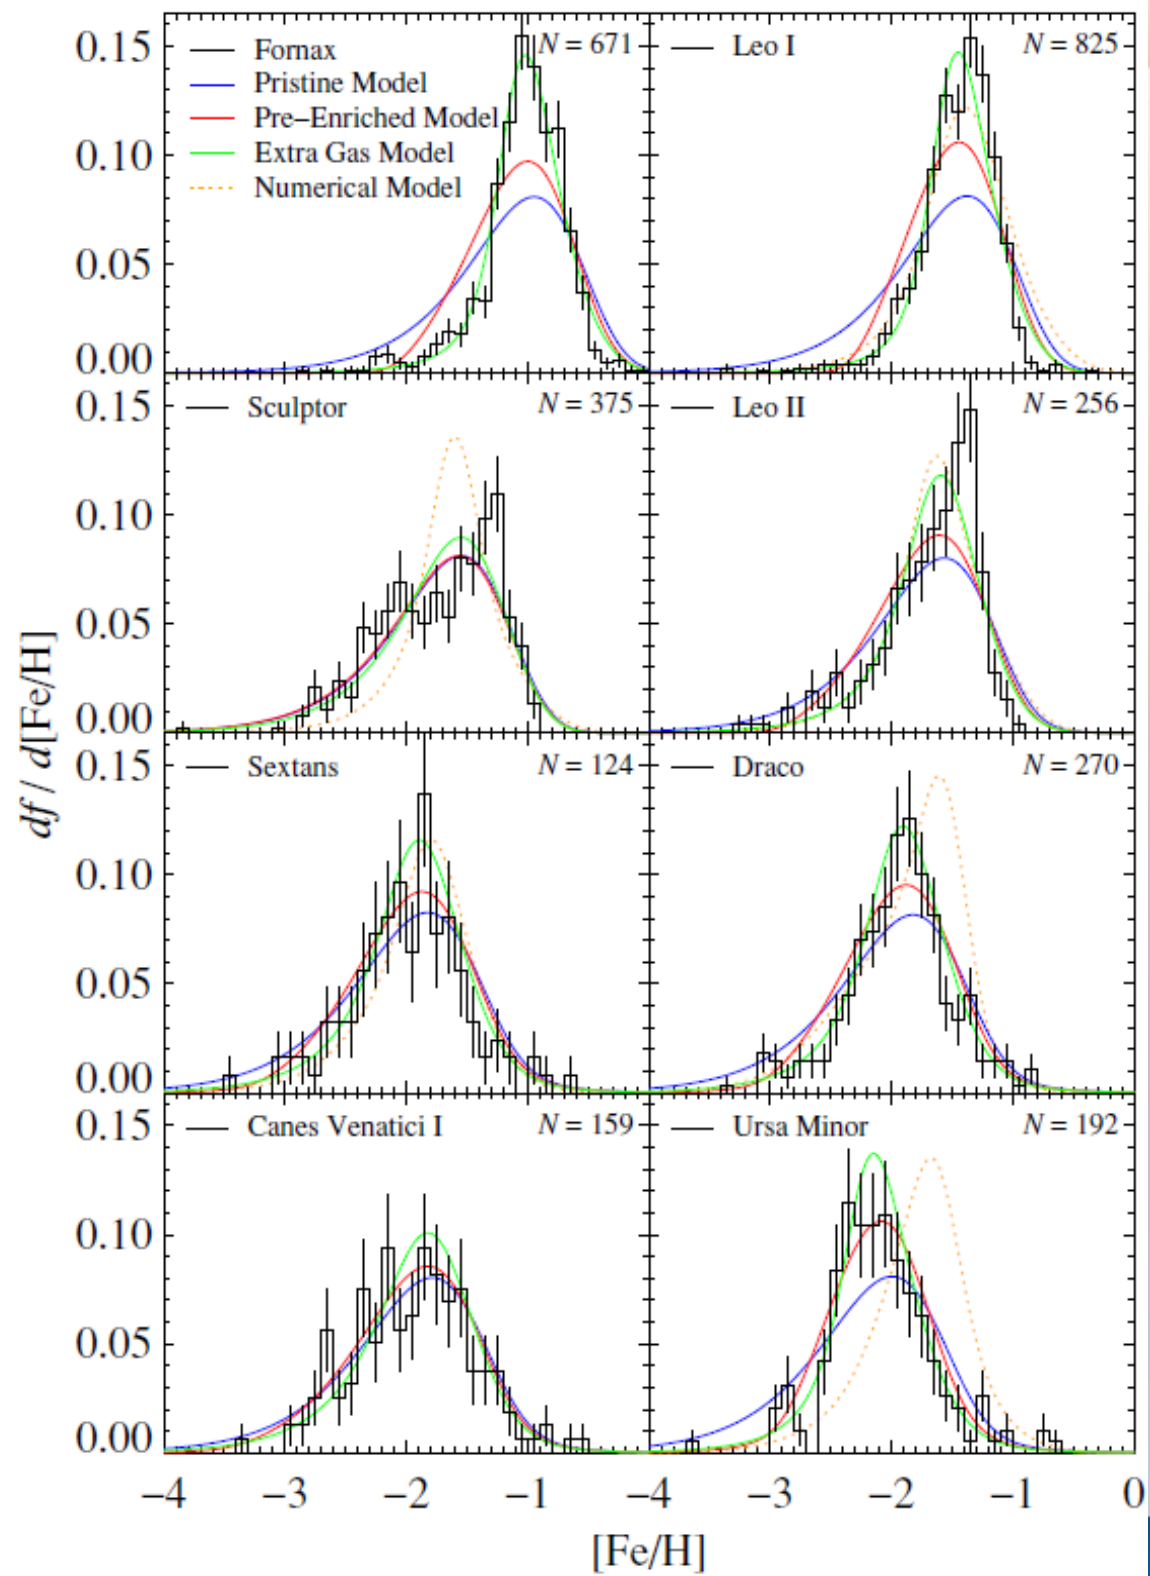 0.15
Fornax
N = 671
Leo I
N = 825
Pristine Model
Pre−Enriched Model
0.10
Extra Gas Model
Numerical Model
0.05
0.00
0.15
Sculptor
N = 375
Leo II
N = 256
0.10
0.05
0.00
df / d[Fe/H]
0.15
Sextans
N = 124
Draco
N = 270
0.10
0.05
0.00
0.15
Canes Venatici I
N = 159
Ursa Minor
N = 192
0.10
0.05
0.00
−4 −3 −2 −1 −4 −3 −2 −1 0
[Fe/H]